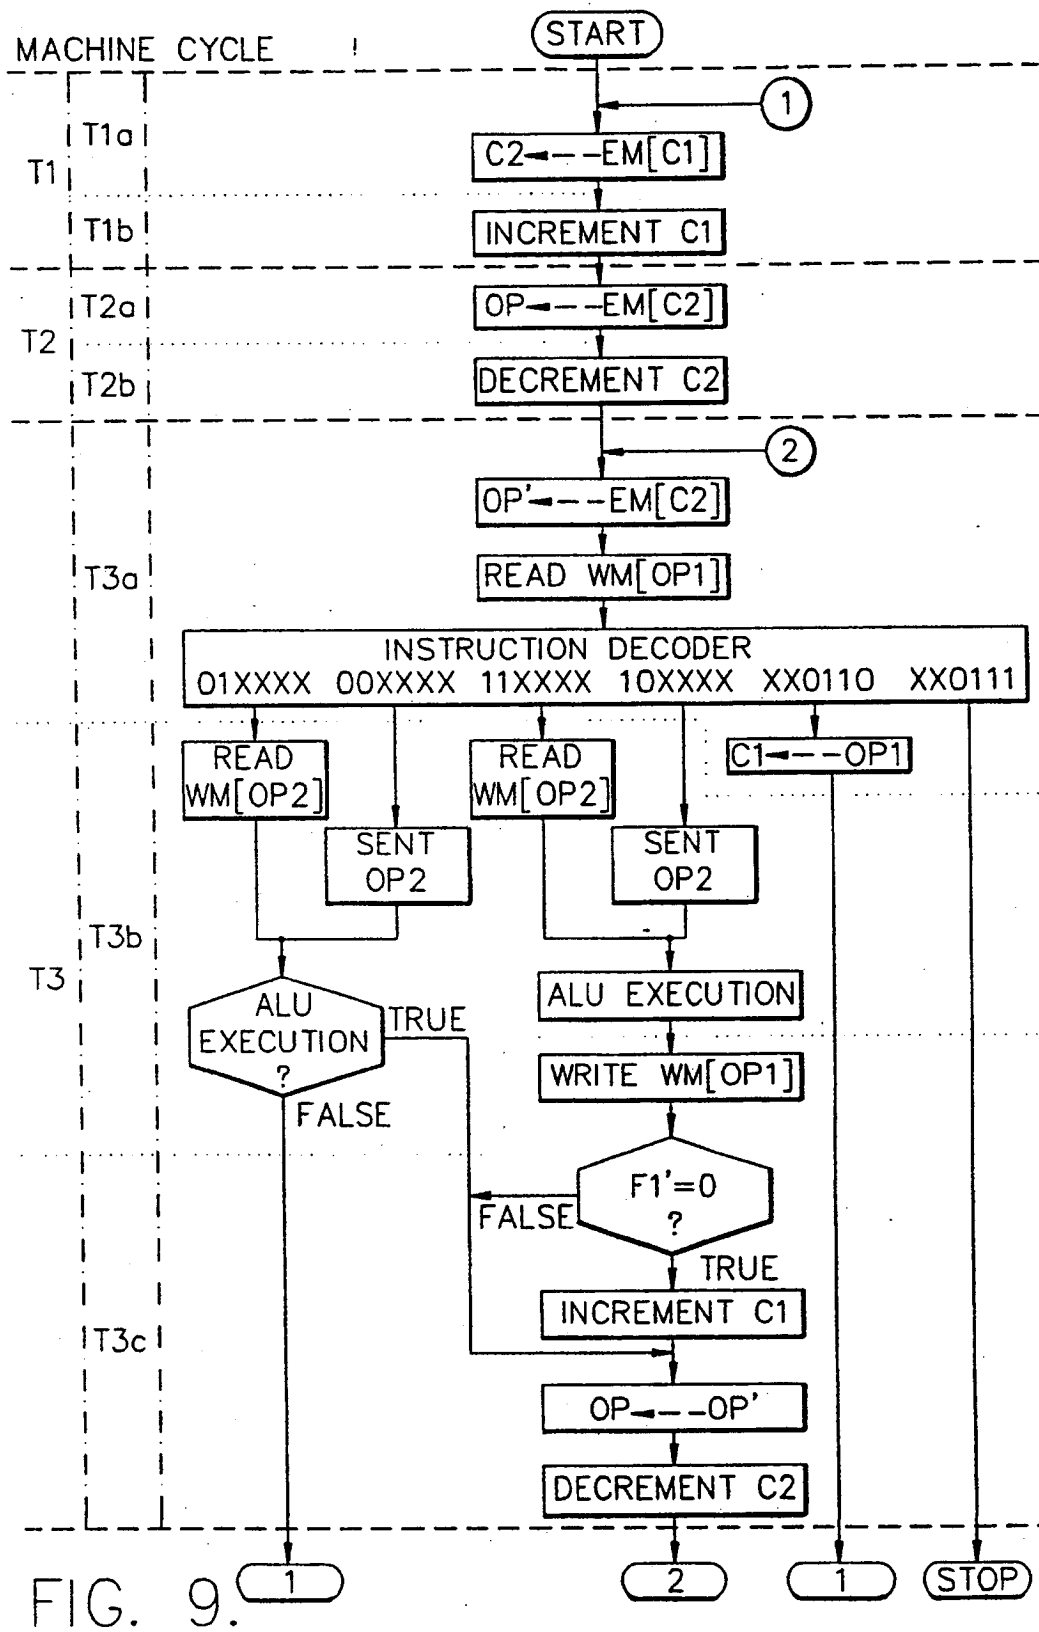 START
MACHINE CYCLE
1
T1a
C2←---EM[C1]
T1
T1b
INCREMENT C1
T2a
OP←---EM[C2]
T2
T2b
DECREMENT C2
2
OP'←---EM[C2]
T3a
READ WM[OP1]
INSTRUCTION DECODER
01XXXX 00XXXX 11XXXX 10XXXX XX0110 XX0111
READ
WM[OP2]
READ
WM[OP2]
C1←---OP1
SENT
OP2
SENT
OP2
T3b
T3
ALU
EXECUTION
?
TRUE
ALU EXECUTION
WRITE WM[OP1]
FALSE
F1'=0
?
FALSE
TRUE
INCREMENT C1
T3c
OP←---OP'
DECREMENT C2
1
2
1
STOP
FIG. 9.